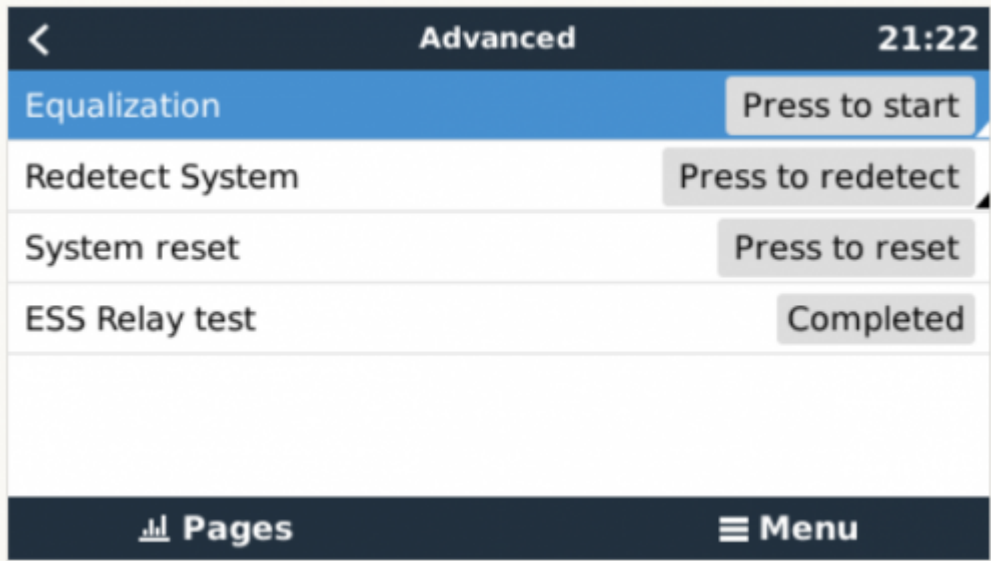 Advanced 21:22
Equalization Press to start
Redetect System Press to redetect
System reset Press to reset
ESS Relay test Completed
Pages Menu